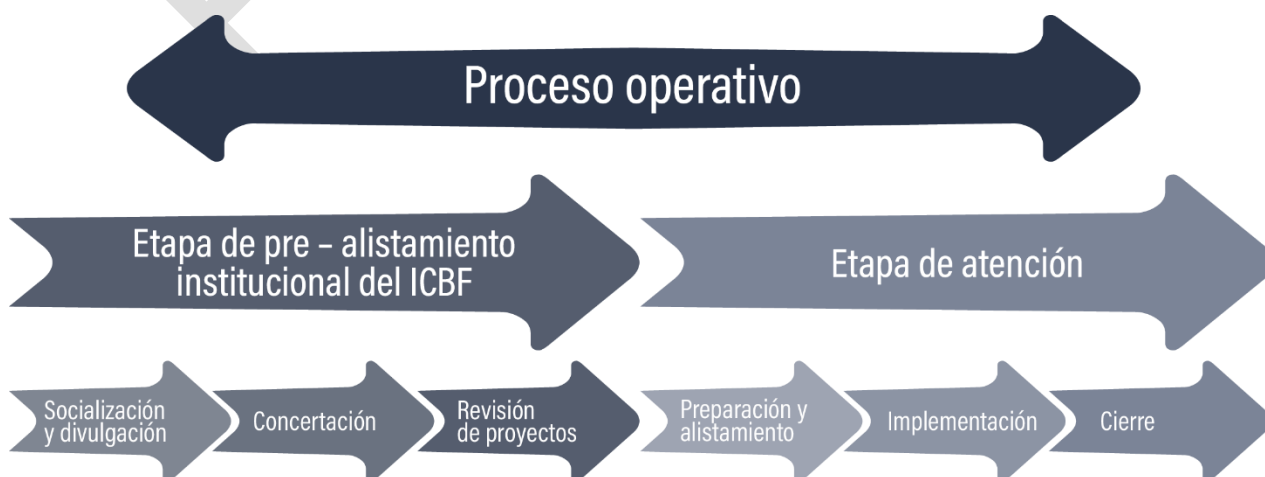 Proceso operativo
Etapa de pre – alistamiento
institucional del ICBF
Etapa de atención
Socialización
y divulgación
Concertación
Revisión
de proyectos
Preparación y
alistamiento
Implementación
Cierre